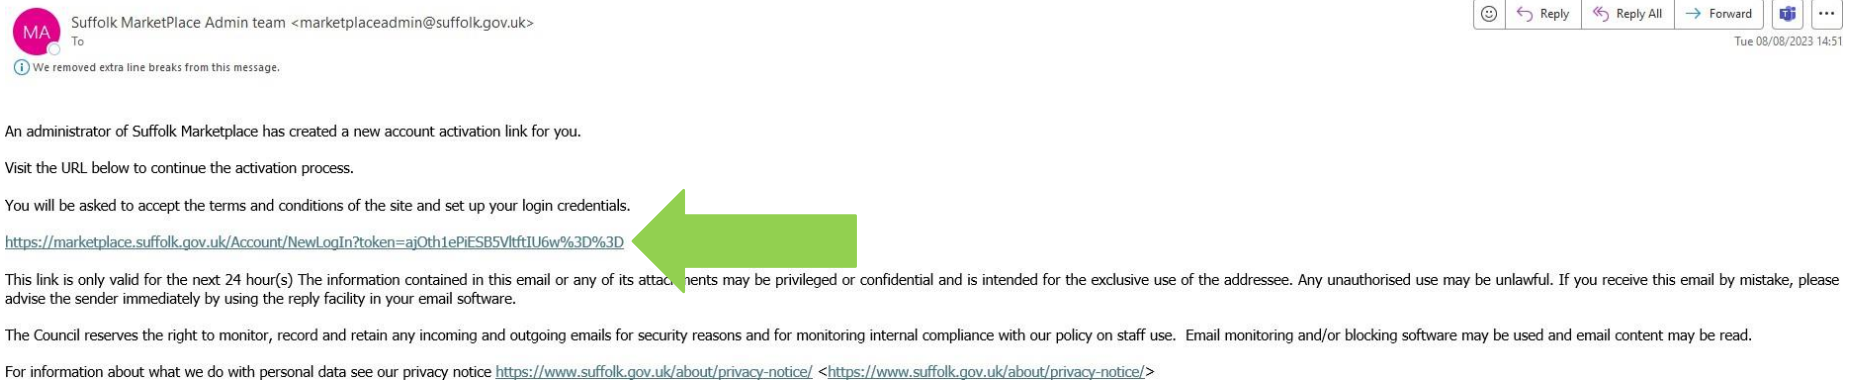 MA
Suffolk MarketPlace Admin team <marketplaceadmin@suffolk.gov.uk>
To
Reply
Reply All
Forward
Tue 08/08/2023 14:51
We removed extra line breaks from this message.
An administrator of Suffolk Marketplace has created a new account activation link for you.
Visit the URL below to continue the activation process.
You will be asked to accept the terms and conditions of the site and set up your login credentials.
https://marketplace.suffolk.gov.uk/Account/NewLogIn?token=ajOth1ePiESB5VltftIU6w%3D%3D
This link is only valid for the next 24 hour(s) The information contained in this email or any of its attachments may be privileged or confidential and is intended for the exclusive use of the addressee. Any unauthorised use may be unlawful. If you receive this email by mistake, please
advise the sender immediately by using the reply facility in your email software.
The Council reserves the right to monitor, record and retain any incoming and outgoing emails for security reasons and for monitoring internal compliance with our policy on staff use.  Email monitoring and/or blocking software may be used and email content may be read.
For information about what we do with personal data see our privacy notice https://www.suffolk.gov.uk/about/privacy-notice/ <https://www.suffolk.gov.uk/about/privacy-notice/>